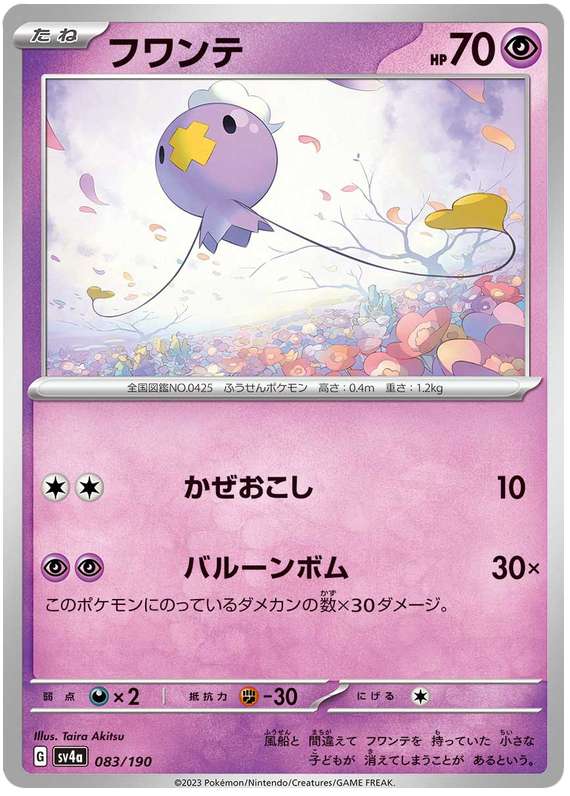 たね フワンテ HP70
全国図鑑NO.0425 ふうせんポケモン 高さ：0.4m 重さ：1.2kg
かぜおこし 10
バルーンボム 30×
このポケモンにのっているダメカンの数×30ダメージ。
弱点 ×2 抵抗力 -30 にげる
Illus. Taira Akitsu
G sv4a 083/190
風船と 間違えて フワンテを 持っていた 小さな
子どもが 消えてしまうことが あるという。
©2023 Pokémon/Nintendo/Creatures/GAME FREAK.